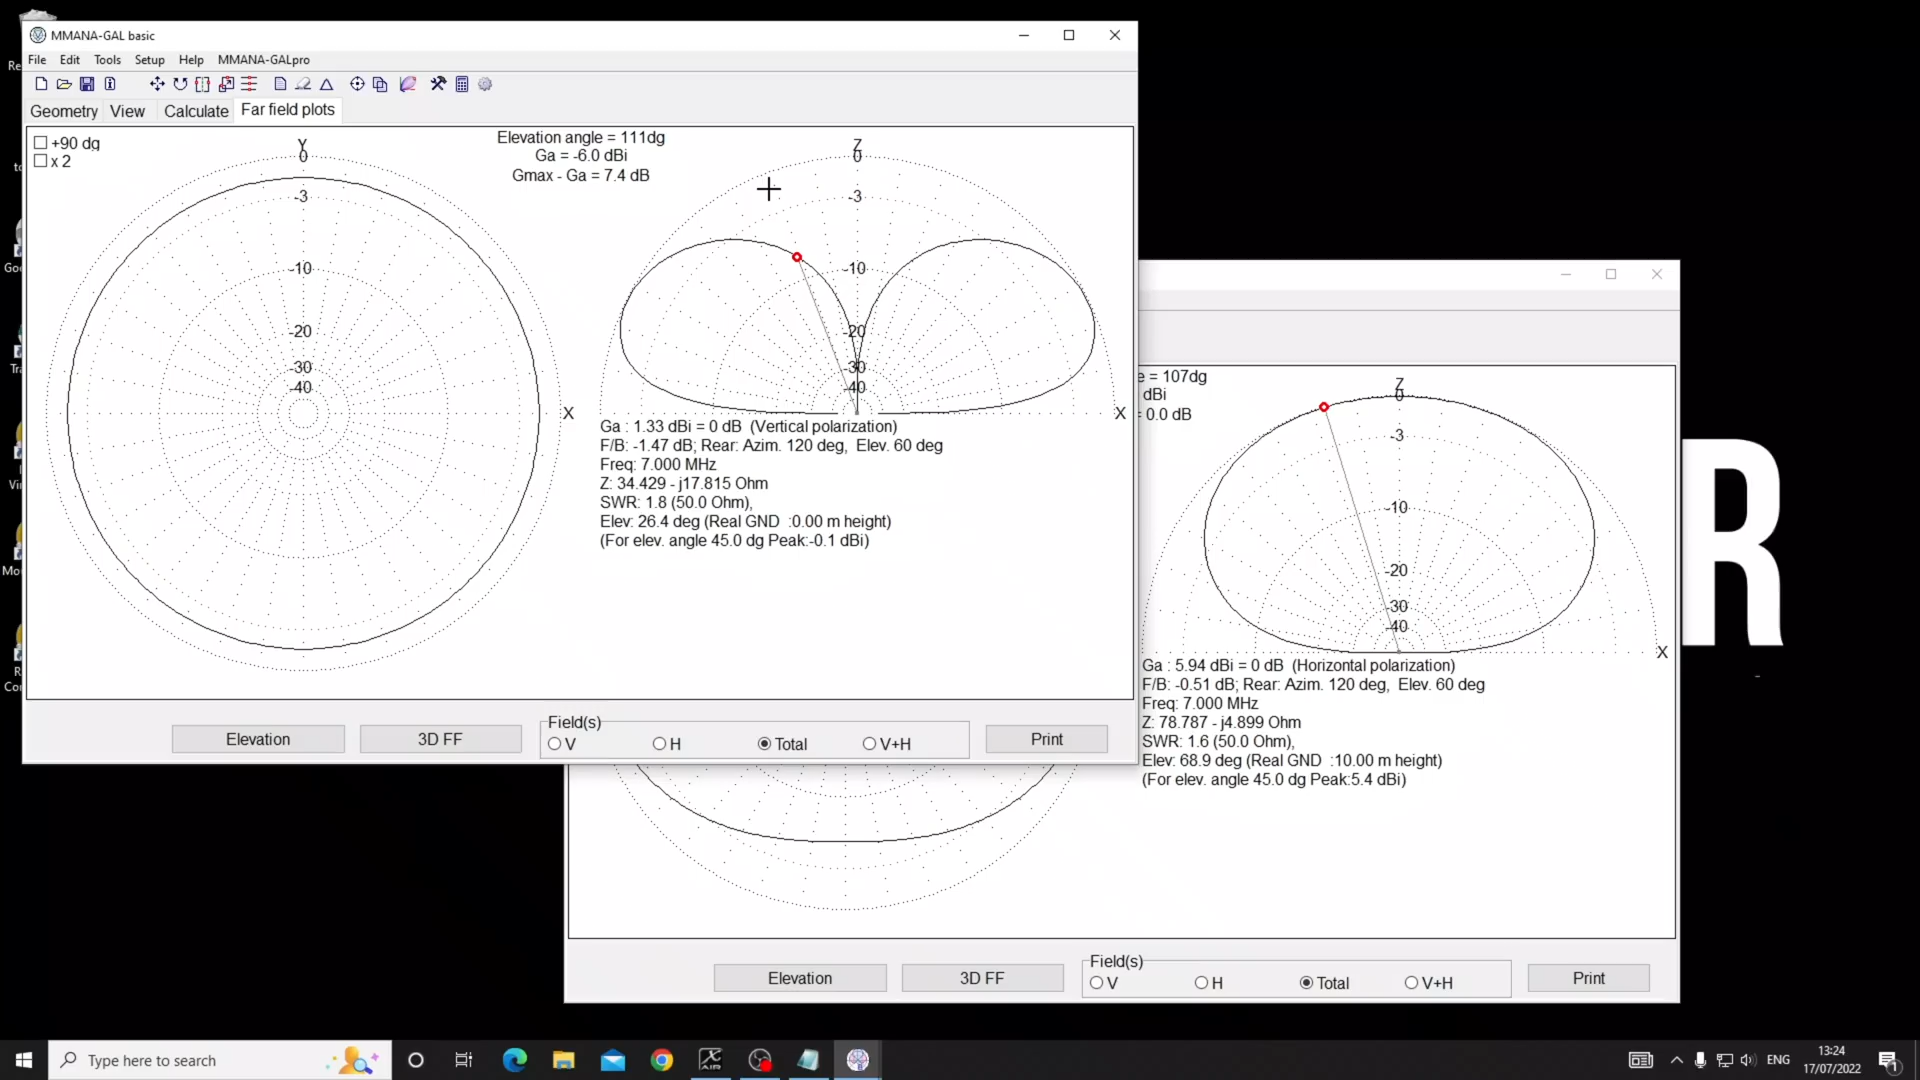 MMANA-GAL basic
File Edit Tools Setup Help MMANA-GALpro
Geometry View Calculate Far field plots
+90 dg
x 2
Y
0
-3
-10
-20
-30
-40
X
Elevation angle = 111dg
Ga = -6.0 dBi
Gmax - Ga = 7.4 dB
Z
0
-3
-10
-20
-30
-40
X
Ga : 1.33 dBi = 0 dB (Vertical polarization)
F/B: -1.47 dB; Rear: Azim. 120 deg, Elev. 60 deg
Freq: 7.000 MHz
Z: 34.429 - j17.815 Ohm
SWR: 1.8 (50.0 Ohm),
Elev: 26.4 deg (Real GND :0.00 m height)
(For elev. angle 45.0 dg Peak:-0.1 dBi)
Elevation 3D FF Field(s) V H Total V+H Print
e = 107dg
dBi
= 0.0 dB
Z
0
-3
-10
-20
-30
-40
X
Ga : 5.94 dBi = 0 dB (Horizontal polarization)
F/B: -0.51 dB; Rear: Azim. 120 deg, Elev. 60 deg
Freq: 7.000 MHz
Z: 78.787 - j4.899 Ohm
SWR: 1.6 (50.0 Ohm),
Elev: 68.9 deg (Real GND :10.00 m height)
(For elev. angle 45.0 dg Peak:5.4 dBi)
Elevation 3D FF Field(s) V H Total V+H Print
R
Re
to
Goo
Tra
Vir
Mou
R
Con
Type here to search
X AIR
ENG
13:24
17/07/2022
1